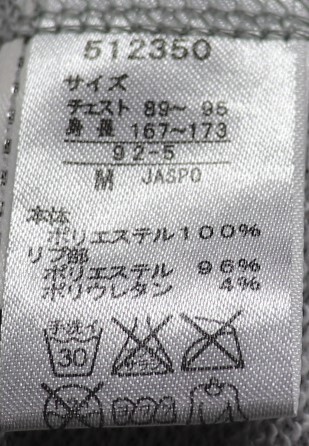 512350
サイズ
チェスト 89～ 95
身 長 167～173
92-5
M JASPO
本体
ポリエステル100%
リブ部
ポリエステル 96%
ポリウレタン 4%
手洗イ
30